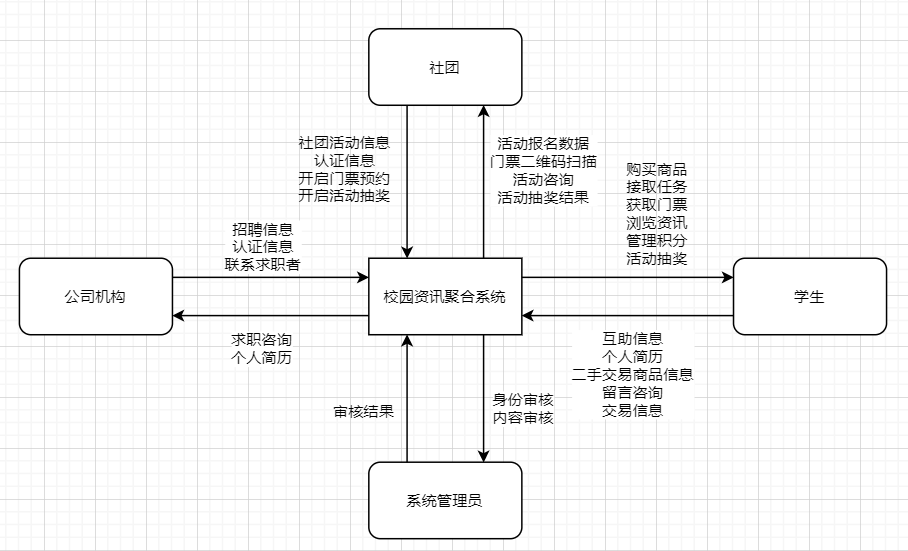 社团
社团活动信息
认证信息
开启门票预约
开启活动抽奖
活动报名数据
门票二维码扫描
活动咨询
活动抽奖结果
购买商品
接取任务
获取门票
浏览资讯
管理积分
活动抽奖
招聘信息
认证信息
联系求职者
公司机构
校园资讯聚合系统
学生
求职咨询
个人简历
互助信息
个人简历
二手交易商品信息
留言咨询
交易信息
审核结果
身份审核
内容审核
系统管理员